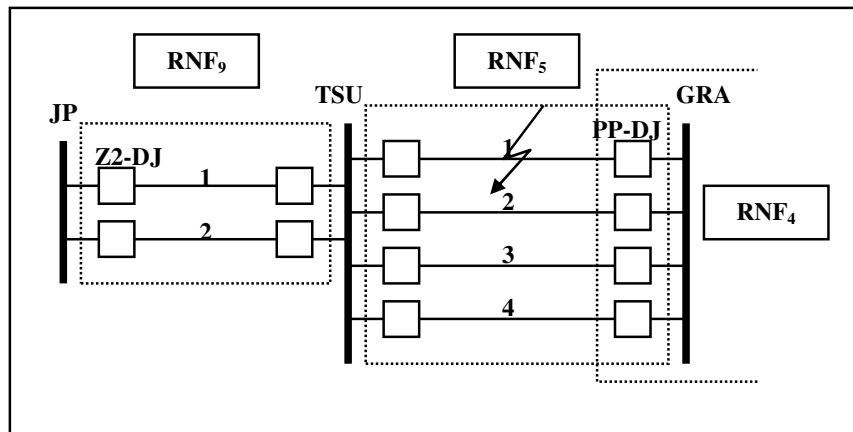 RNF₉
RNF₅
TSU
GRA
JP
PP-DJ
Z2-DJ
1
1
2
2
RNF₄
3
4